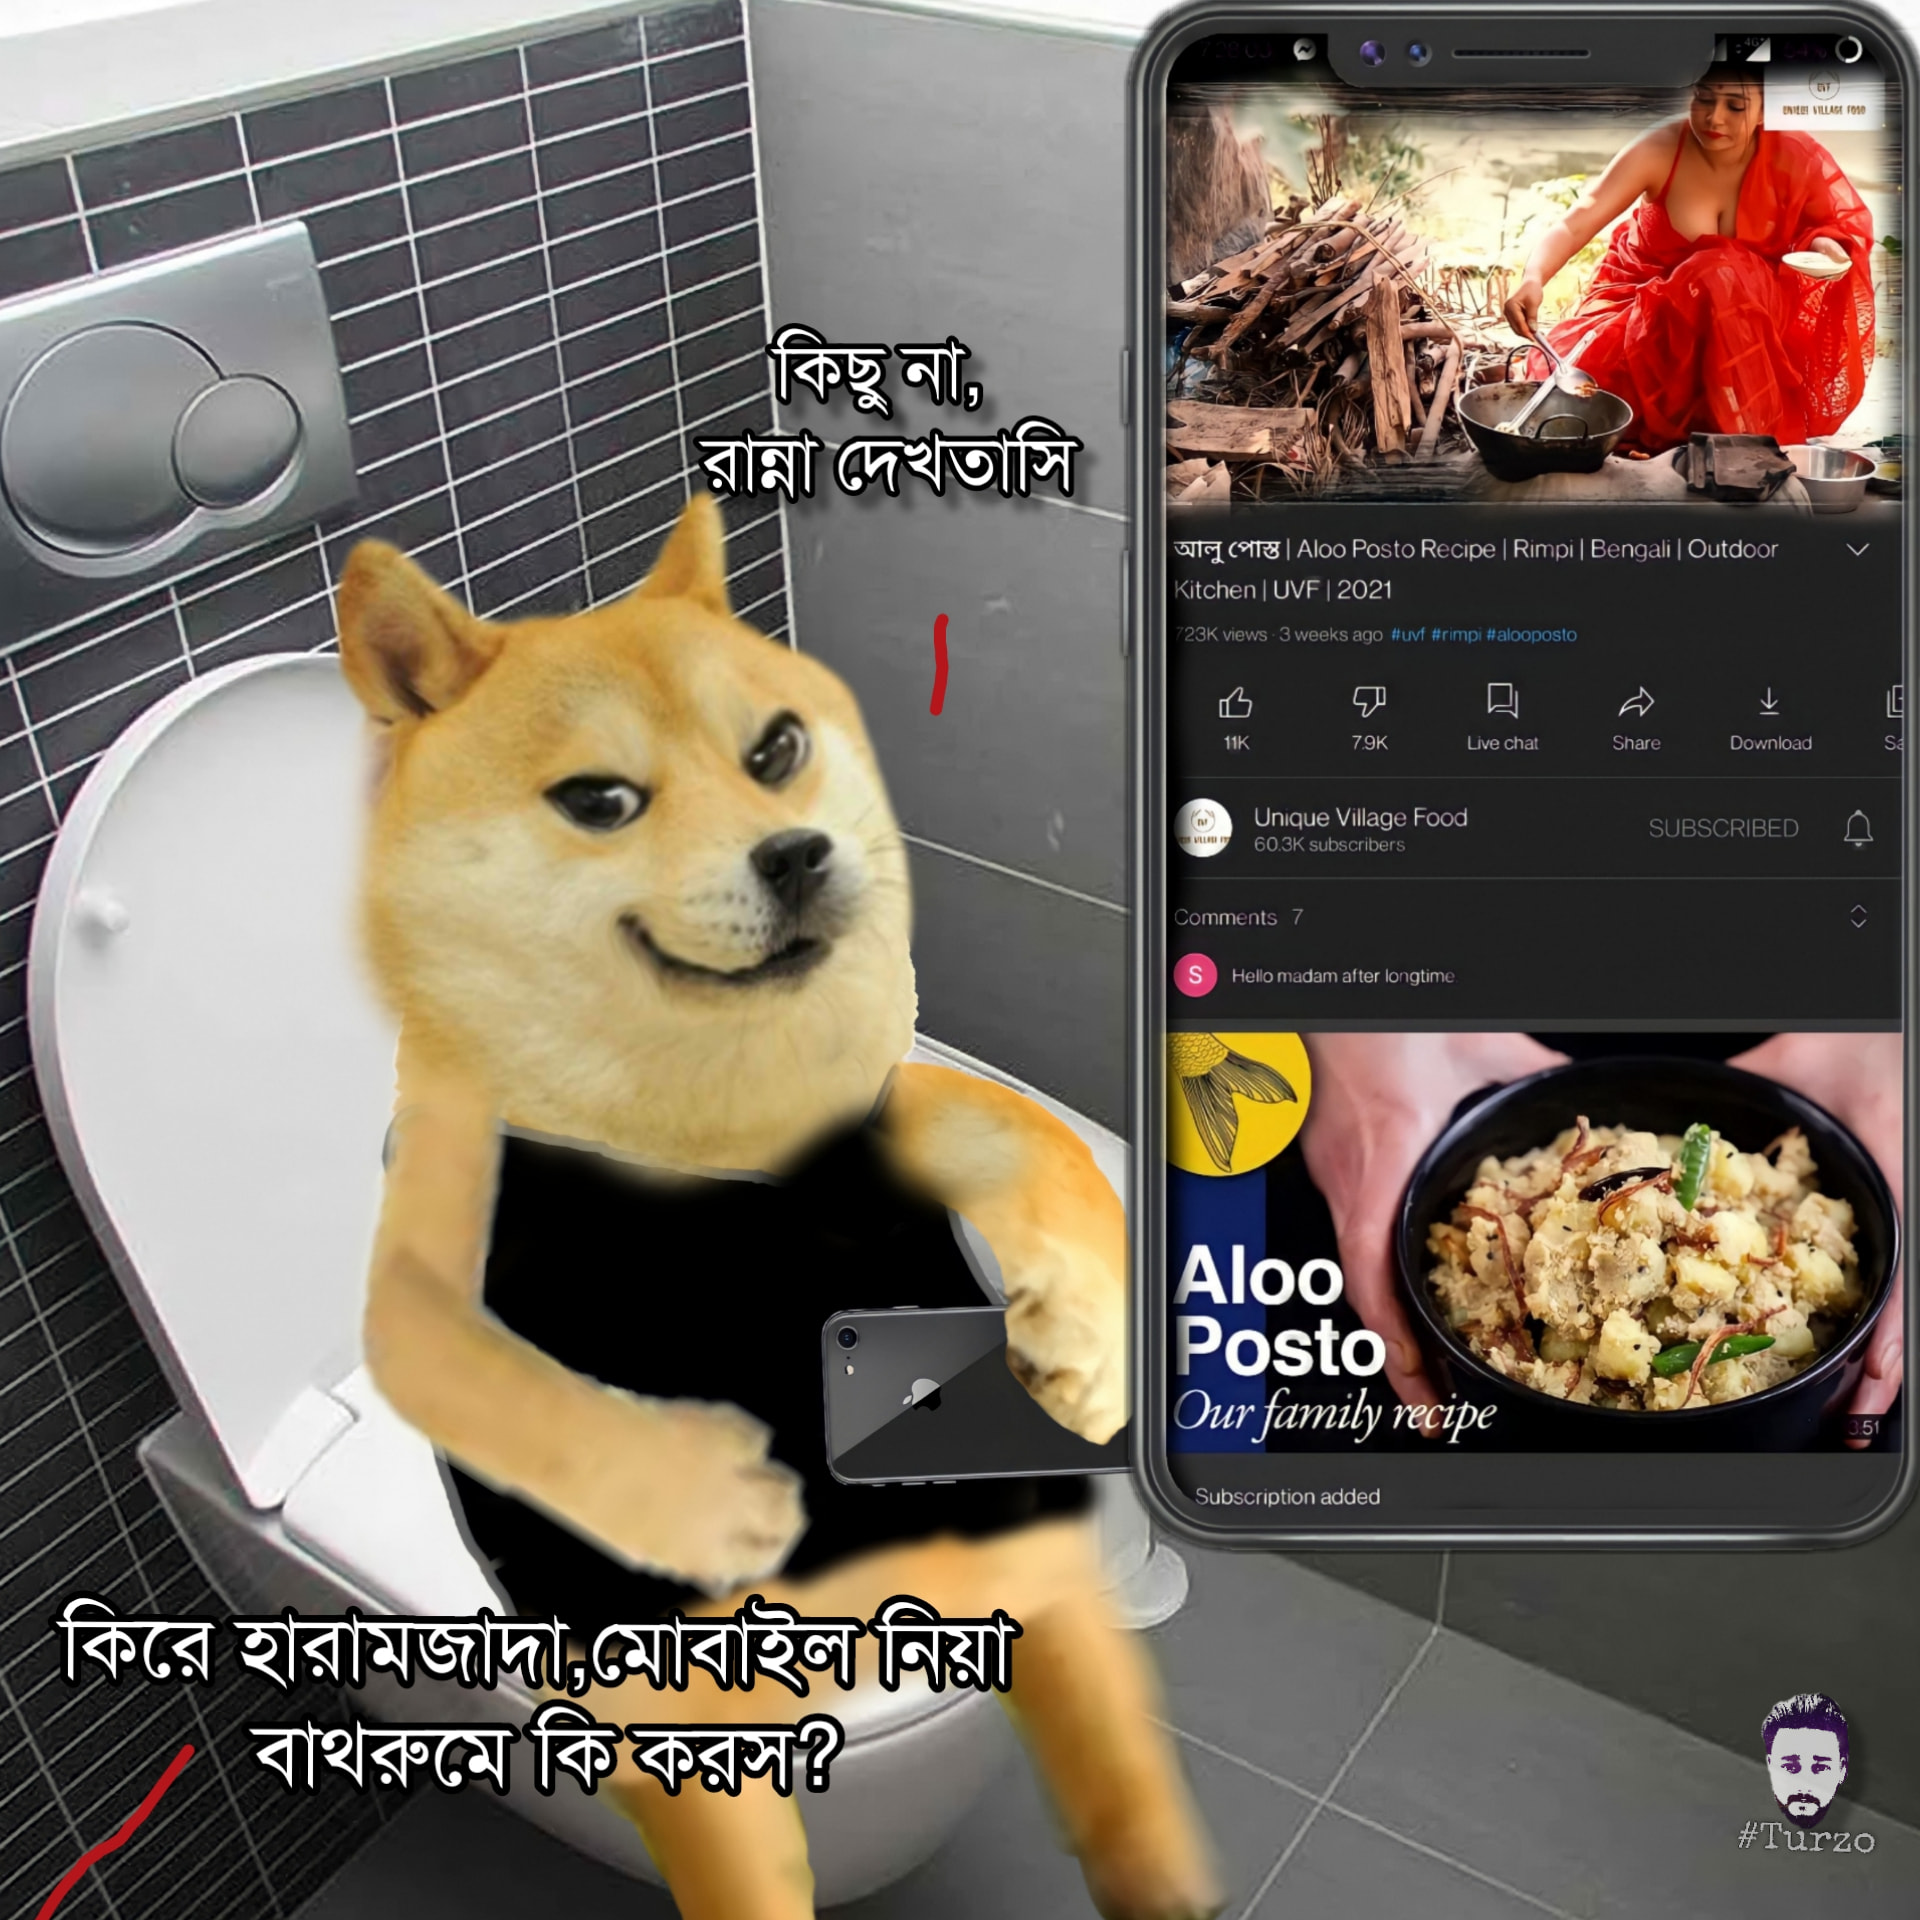 কিছু না,
রান্না দেখতাসি
কিরে হারামজাদা,মোবাইল নিয়া
বাথরুমে কি করস?
4G
UVF
UNIQUE VILLAGE FOOD
আলু পোস্ত | Aloo Posto Recipe | Rimpi | Bengali | Outdoor
Kitchen | UVF | 2021
723K views · 3 weeks ago #uvf #rimpi #alooposto
11K 7.9K Live chat Share Download
Unique Village Food
60.3K subscribers
SUBSCRIBED
Comments 7
S Hello madam after longtime.
Aloo
Posto
Our family recipe
3:51
Subscription added
#Turzo